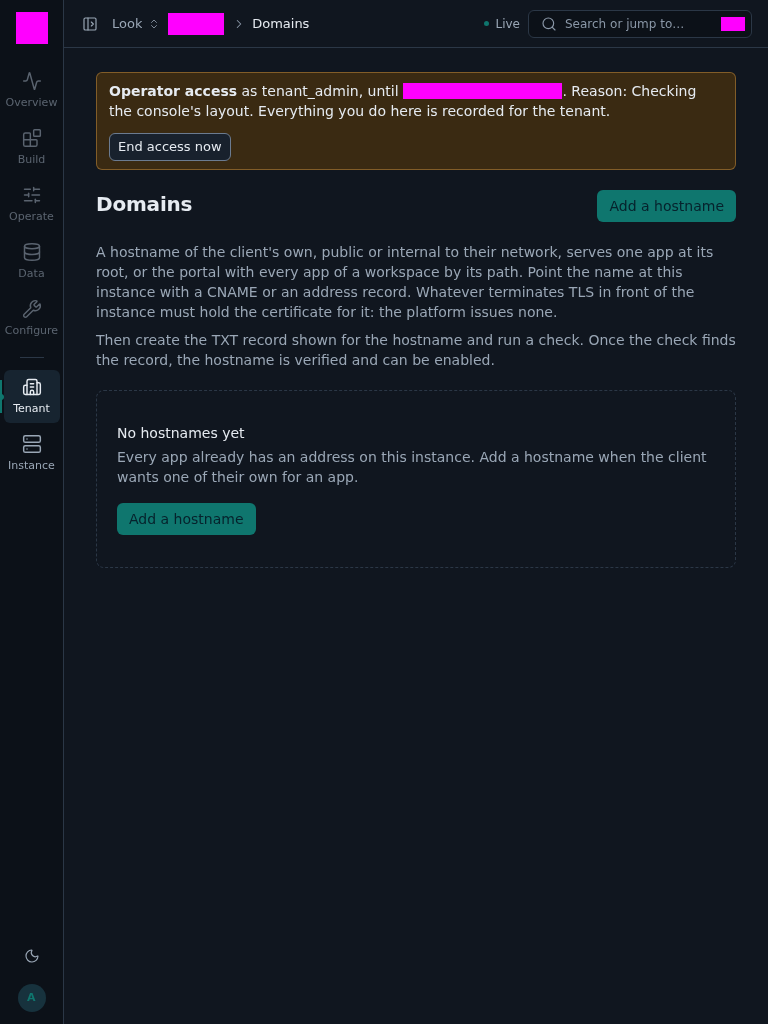 Look
Domains
Live
Search or jump to…
Overview
Build
Operate
Data
Configure
Tenant
Instance
A
Operator access as tenant_admin, until . Reason: Checking
the console's layout. Everything you do here is recorded for the tenant.
End access now
Domains
Add a hostname
A hostname of the client's own, public or internal to their network, serves one app at its
root, or the portal with every app of a workspace by its path. Point the name at this
instance with a CNAME or an address record. Whatever terminates TLS in front of the
instance must hold the certificate for it: the platform issues none.
Then create the TXT record shown for the hostname and run a check. Once the check finds
the record, the hostname is verified and can be enabled.
No hostnames yet
Every app already has an address on this instance. Add a hostname when the client
wants one of their own for an app.
Add a hostname